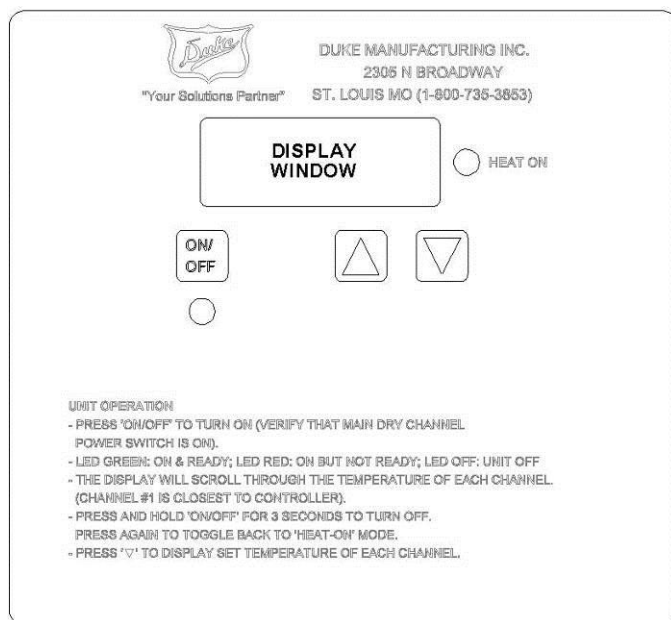 Duke
"Your Solutions Partner"
DUKE MANUFACTURING INC.
2305 N BROADWAY
ST. LOUIS MO (1-800-735-3853)
DISPLAY
WINDOW
HEAT ON
ON/
OFF
UNIT OPERATION
- PRESS 'ON/OFF' TO TURN ON (VERIFY THAT MAIN DRY CHANNEL
POWER SWITCH IS ON).
- LED GREEN: ON & READY; LED RED: ON BUT NOT READY; LED OFF: UNIT OFF
- THE DISPLAY WILL SCROLL THROUGH THE TEMPERATURE OF EACH CHANNEL.
(CHANNEL #1 IS CLOSEST TO CONTROLLER).
- PRESS AND HOLD 'ON/OFF' FOR 3 SECONDS TO TURN OFF.
PRESS AGAIN TO TOGGLE BACK TO 'HEAT-ON' MODE.
- PRESS '▽' TO DISPLAY SET TEMPERATURE OF EACH CHANNEL.